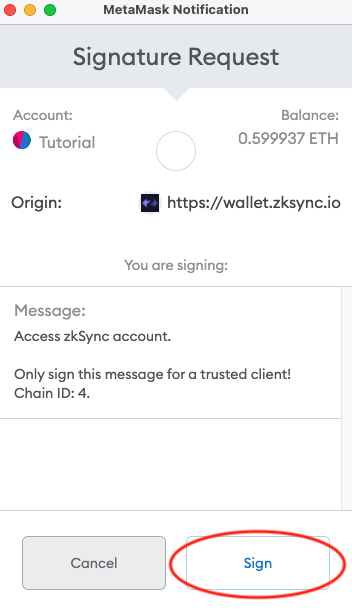 MetaMask Notification
Signature Request
Account:
Balance:
Tutorial
0.599937 ETH
Origin:
https://wallet.zksync.io
You are signing:
Message:
Access zkSync account.
Only sign this message for a trusted client!
Chain ID: 4.
Cancel
Sign